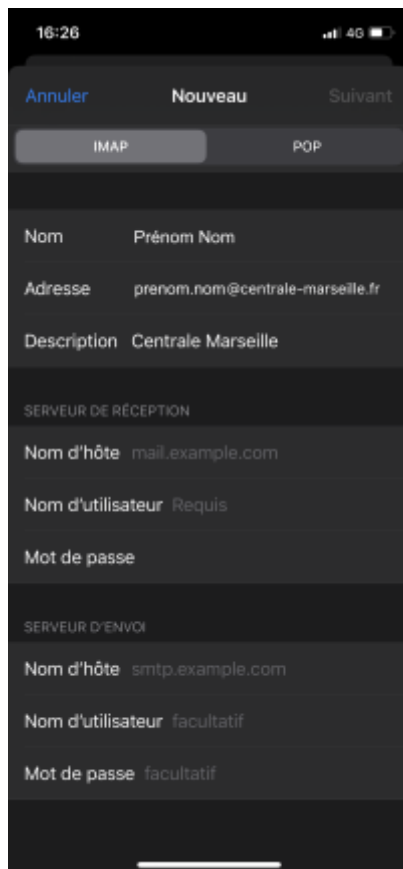 16:26 4G
Annuler Nouveau Suivant
IMAP POP
Nom Prénom Nom
Adresse prenom.nom@centrale-marseille.fr
Description Centrale Marseille
SERVEUR DE RÉCEPTION
Nom d'hôte mail.example.com
Nom d'utilisateur Requis
Mot de passe
SERVEUR D'ENVOI
Nom d'hôte smtp.example.com
Nom d'utilisateur facultatif
Mot de passe facultatif